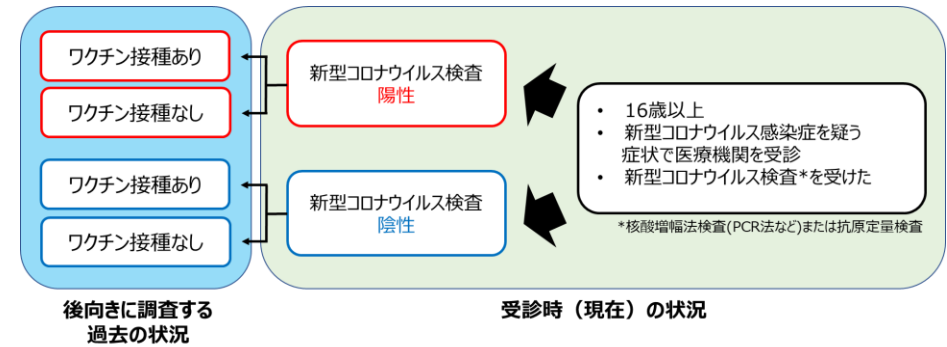 ワクチン接種あり
ワクチン接種なし
ワクチン接種あり
ワクチン接種なし
後向きに調査する
過去の状況
新型コロナウイルス検査
陽性
新型コロナウイルス検査
陰性
• 16歳以上
• 新型コロナウイルス感染症を疑う
症状で医療機関を受診
• 新型コロナウイルス検査*を受けた
*核酸増幅法検査(PCR法など)または抗原定量検査
受診時（現在）の状況